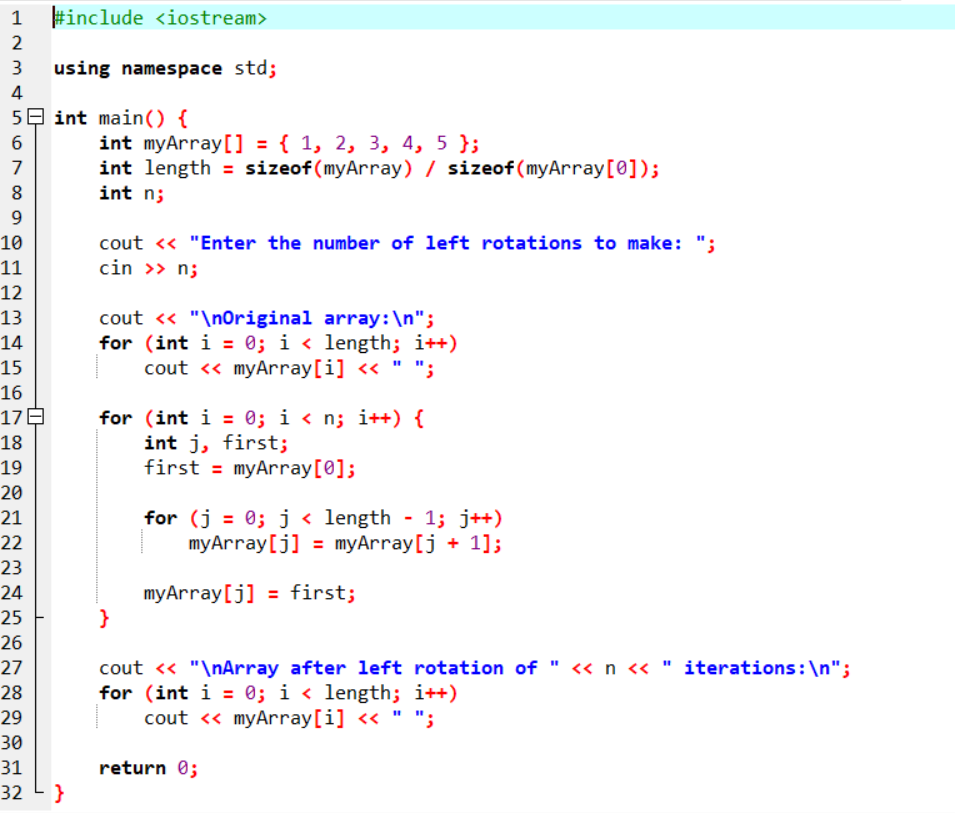 1 #include <iostream>
2
3 using namespace std;
4
5 int main() {
6     int myArray[] = { 1, 2, 3, 4, 5 };
7     int length = sizeof(myArray) / sizeof(myArray[0]);
8     int n;
9
10     cout << "Enter the number of left rotations to make: ";
11     cin >> n;
12
13     cout << "\nOriginal array:\n";
14     for (int i = 0; i < length; i++)
15         cout << myArray[i] << " ";
16
17     for (int i = 0; i < n; i++) {
18         int j, first;
19         first = myArray[0];
20
21         for (j = 0; j < length - 1; j++)
22             myArray[j] = myArray[j + 1];
23
24         myArray[j] = first;
25     }
26
27     cout << "\nArray after left rotation of " << n << " iterations:\n";
28     for (int i = 0; i < length; i++)
29         cout << myArray[i] << " ";
30
31     return 0;
32 }